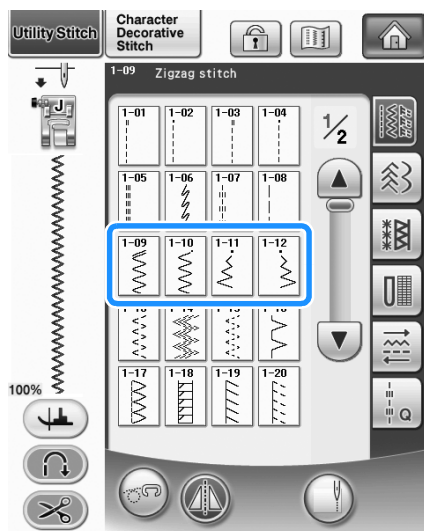 Utility Stitch
Character
Decorative
Stitch
1-09 Zigzag stitch
J
1-01 1-02 1-03 1-04
1/2
1-05 1-06 1-07 1-08
1-09 1-10 1-11 1-12
1-17 1-18 1-19 1-20
100%
Q